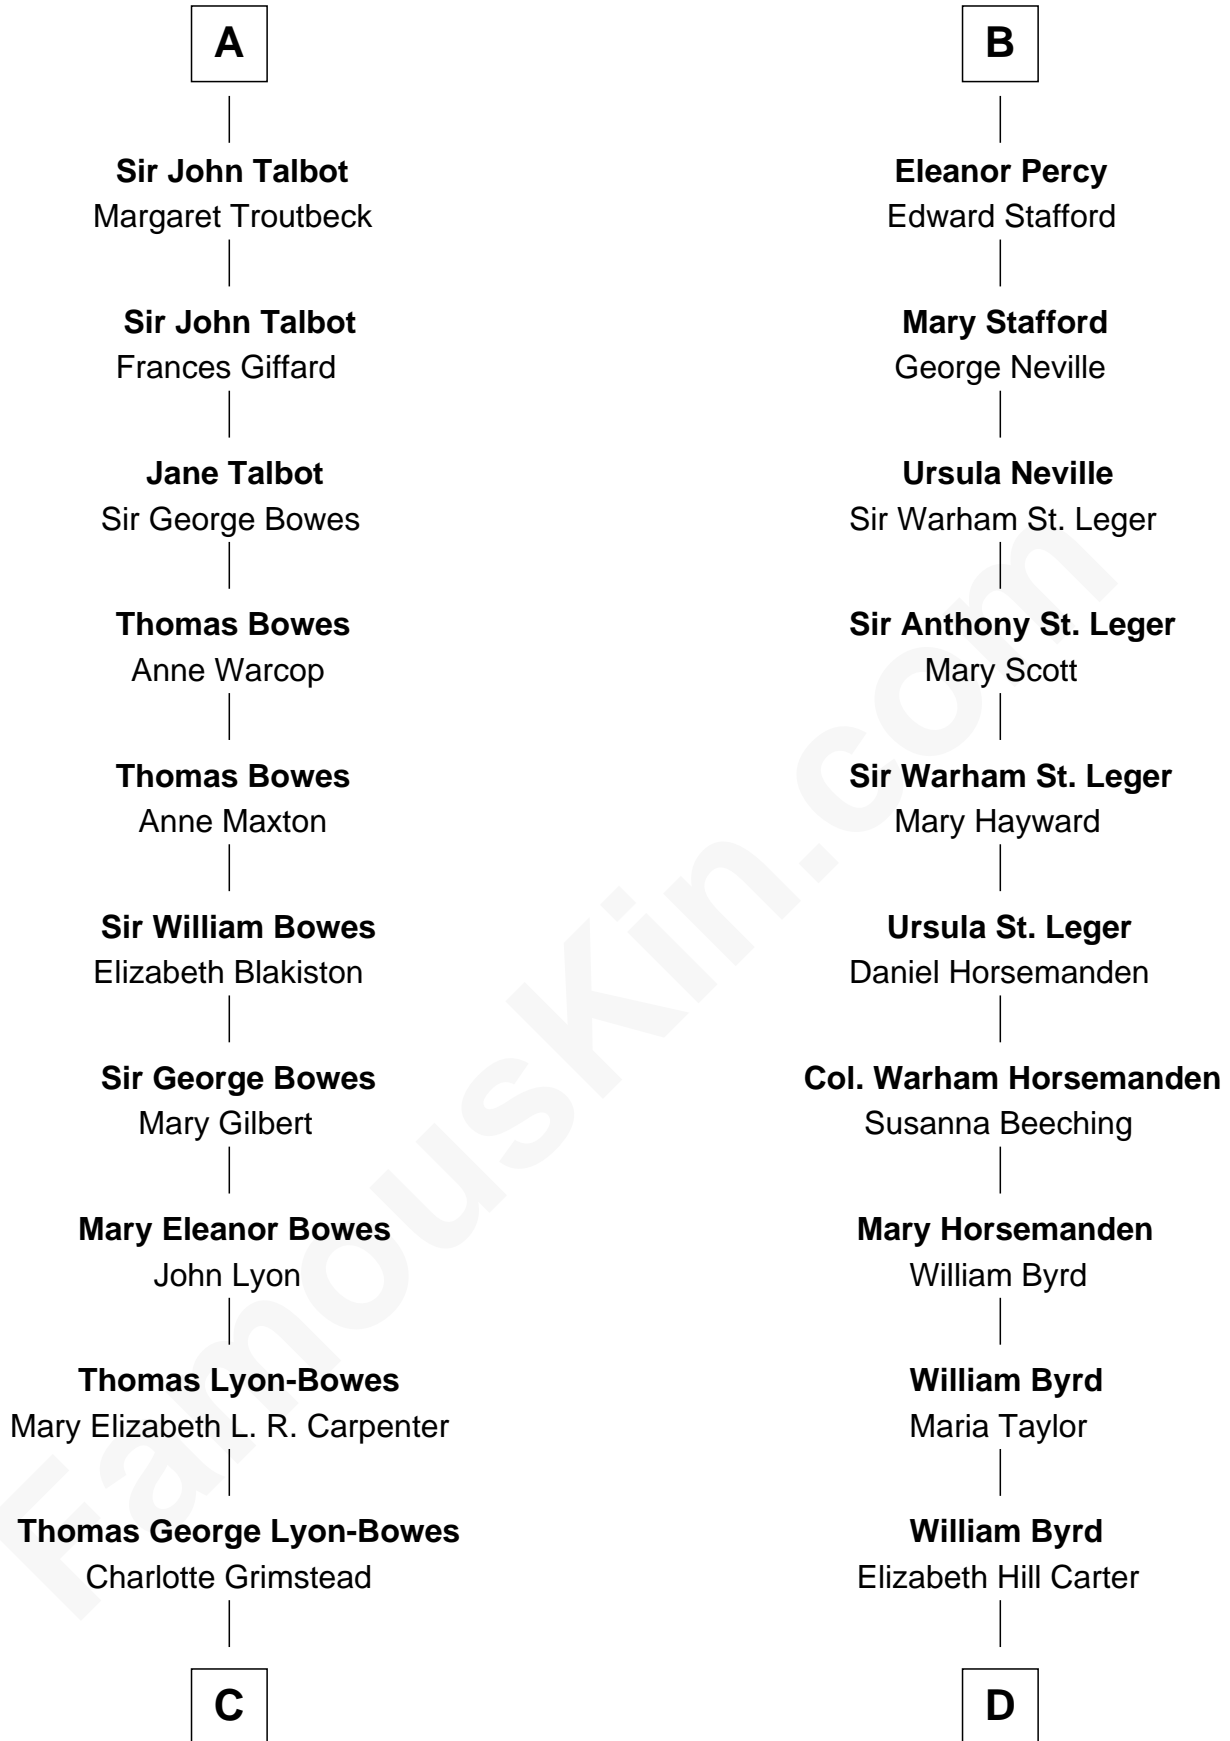 A
Sir John Talbot
Margaret Troutbeck
Sir John Talbot
Frances Giffard
Jane Talbot
Sir George Bowes
Thomas Bowes
Anne Warcop
Thomas Bowes
Anne Maxton
Sir William Bowes
Elizabeth Blakiston
Sir George Bowes
Mary Gilbert
Mary Eleanor Bowes
John Lyon
Thomas Lyon-Bowes
Mary Elizabeth L. R. Carpenter
Thomas George Lyon-Bowes
Charlotte Grimstead
C
B
Eleanor Percy
Edward Stafford
Mary Stafford
George Neville
Ursula Neville
Sir Warham St. Leger
Sir Anthony St. Leger
Mary Scott
Sir Warham St. Leger
Mary Hayward
Ursula St. Leger
Daniel Horsemanden
Col. Warham Horsemanden
Susanna Beeching
Mary Horsemanden
William Byrd
William Byrd
Maria Taylor
William Byrd
Elizabeth Hill Carter
D
FamousKin.com